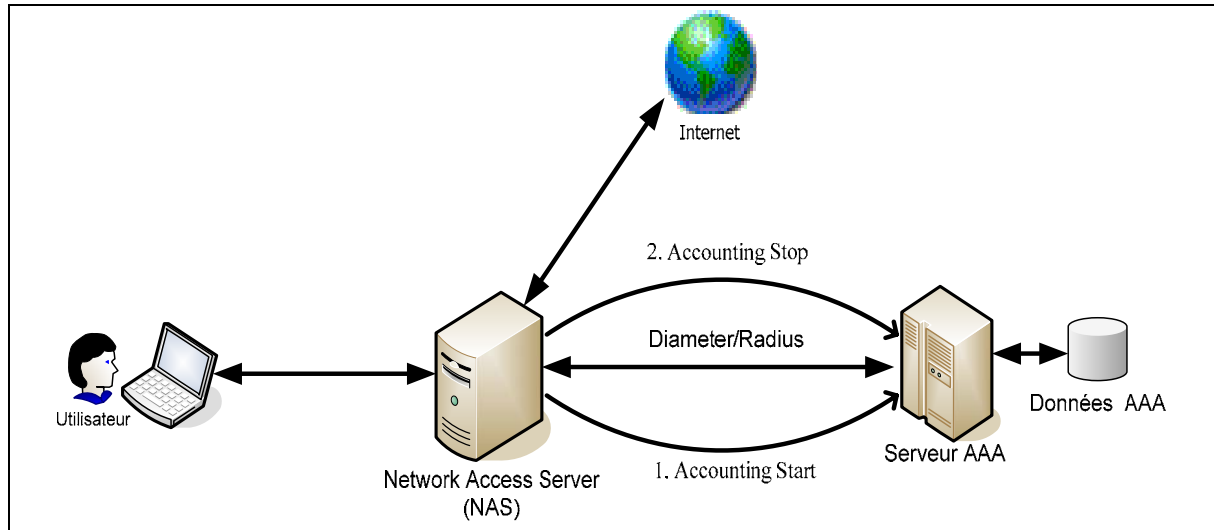 Internet
2. Accounting Stop
Diameter/Radius
Utilisateur
Données AAA
Serveur AAA
1. Accounting Start
Network Access Server
(NAS)